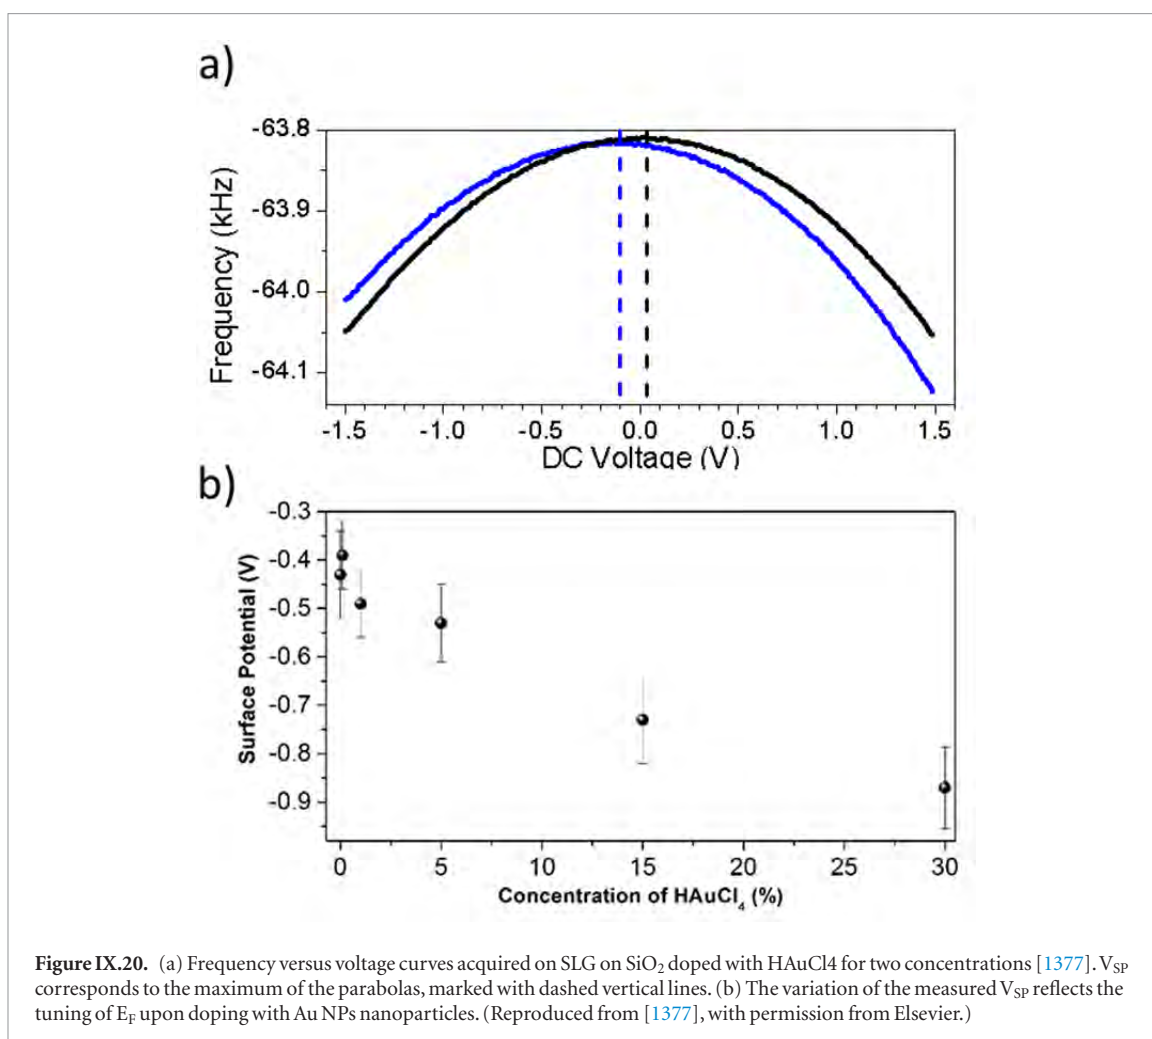 a)
-63.8
-63.9
-64.0
-64.1
Frequency (kHz)
-1.5 -1.0 -0.5 0.0 0.5 1.0 1.5
DC Voltage (V)
b)
-0.3
-0.4
-0.5
-0.6
-0.7
-0.8
-0.9
Surface Potential (V)
0 5 10 15 20 25 30
Concentration of HAuCl4 (%)
Figure IX.20. (a) Frequency versus voltage curves acquired on SLG on SiO2 doped with HAuCl4 for two concentrations [1377]. VSP
corresponds to the maximum of the parabolas, marked with dashed vertical lines. (b) The variation of the measured VSP reflects the
tuning of EF upon doping with Au NPs nanoparticles. (Reproduced from [1377], with permission from Elsevier.)